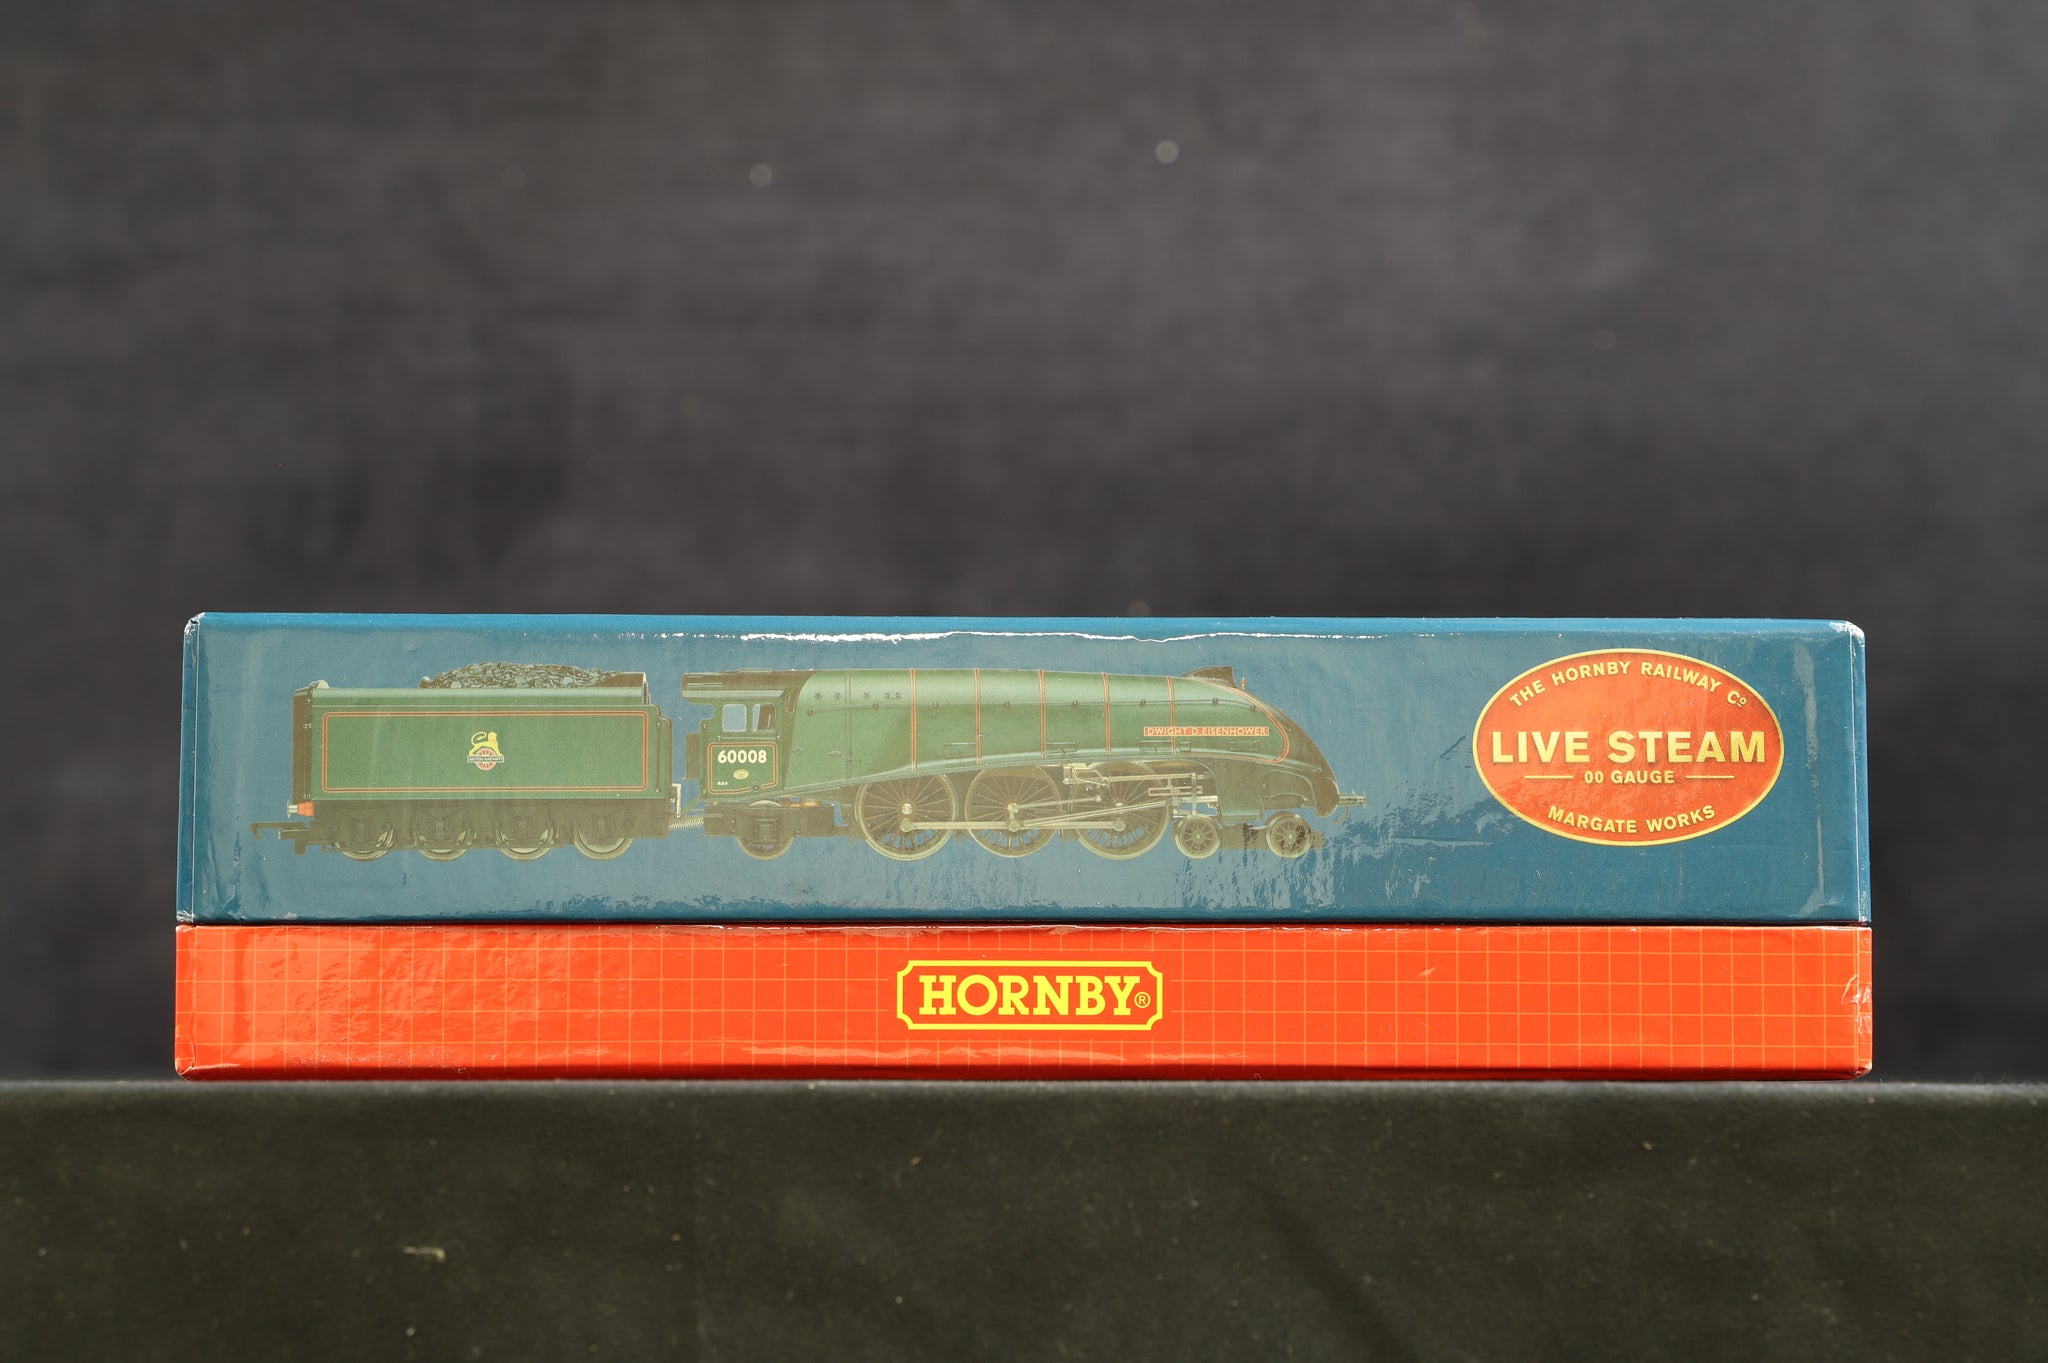 THE HORNBY RAILWAY Cº
LIVE STEAM
00 GAUGE
MARGATE WORKS
DWIGHT D. EISENHOWER
60008
HORNBY®